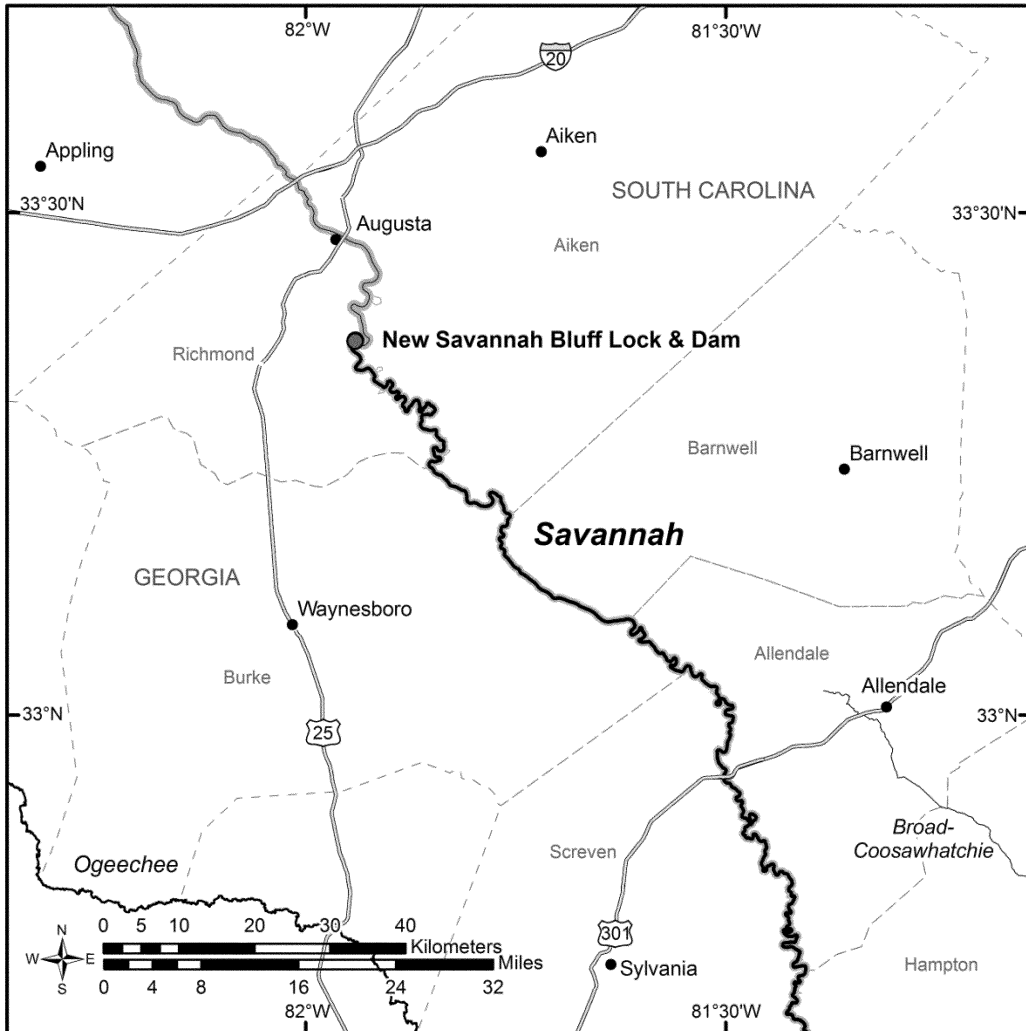 82°W
81°30'W
20
Appling
Aiken
SOUTH CAROLINA
33°30'N
33°30'N
Augusta
Aiken
New Savannah Bluff Lock & Dam
Richmond
Barnwell
Barnwell
Savannah
GEORGIA
Waynesboro
Allendale
Burke
Allendale
33°N
33°N
25
Broad-
Coosawhatchie
Screven
Ogeechee
0 5 10 20 30 40
Kilometers
Miles
0 4 8 16 24 32
N
W E
S
301
Sylvania
Hampton
82°W
81°30'W